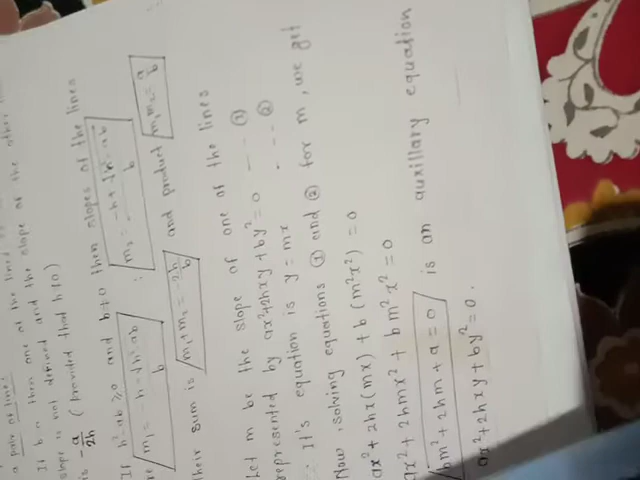 a pair of lines
If b = then one of the lines
slope is not defined and the slope of the other
is -a/2h (provided that h≠0)
If h²-ab≥0 and b≠0 then slopes of the lines
m₁ = -h-√h²-ab / b ; m₂ = -h+√h²-ab / b
Their sum is m₁+m₂ = -2h/b and product m₁m₂ = a/b
Let m be the slope of one of the lines
represented by ax²+2hxy+by²=0 --- ①
∴ It's equation is y=mx --- ②
Now, solving equations ① and ② for m, we get
ax²+2hx(mx)+b(m²x²)=0
ax²+2hmx²+bm²x²=0
bm²+2hm+a=0 is an auxillary equation
ax²+2hxy+by²=0.